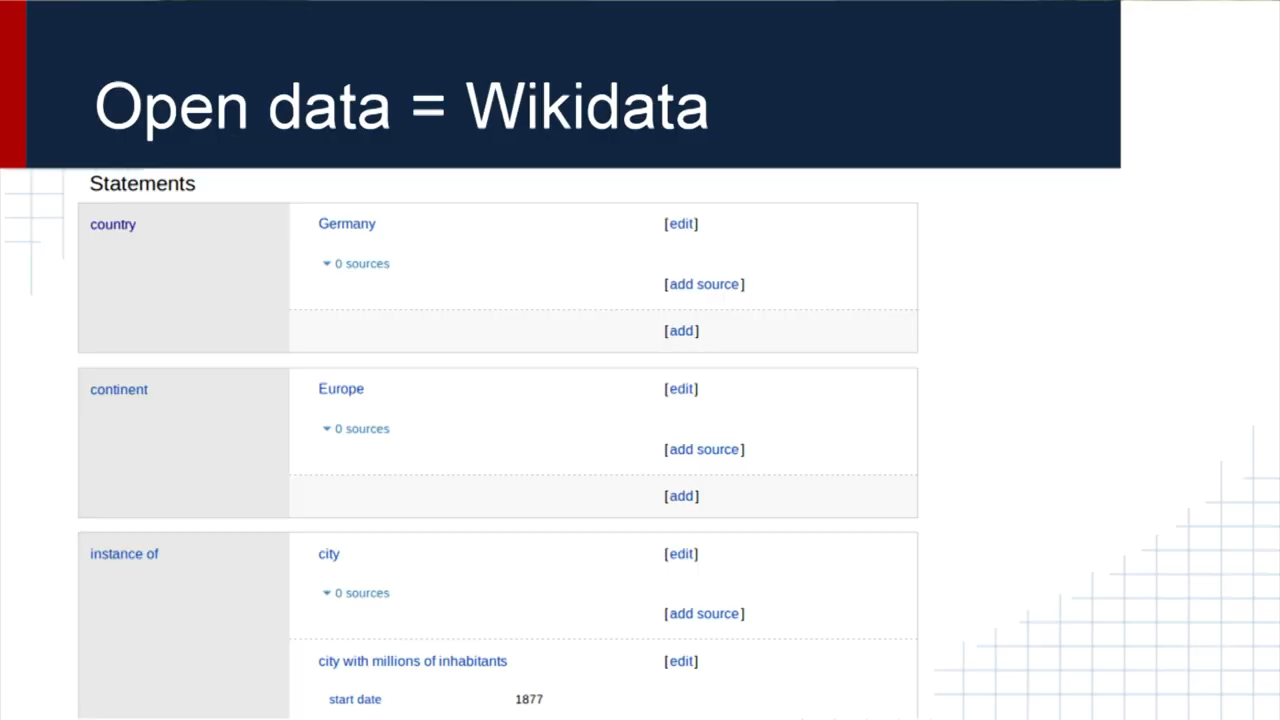 Open data = Wikidata
Statements
country Germany [edit]
0 sources
[add source]
[add]
continent Europe [edit]
0 sources
[add source]
[add]
instance of city [edit]
0 sources
[add source]
city with millions of inhabitants [edit]
start date 1877